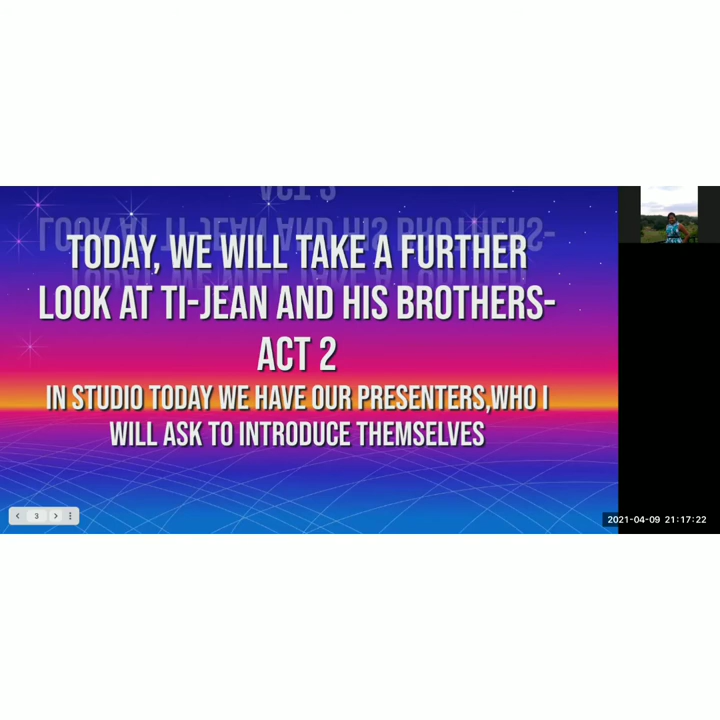 TODAY, WE WILL TAKE A FURTHER
LOOK AT TI-JEAN AND HIS BROTHERS-
ACT 2
IN STUDIO TODAY WE HAVE OUR PRESENTERS,WHO I
WILL ASK TO INTRODUCE THEMSELVES
3
2021-04-09 21:17:22